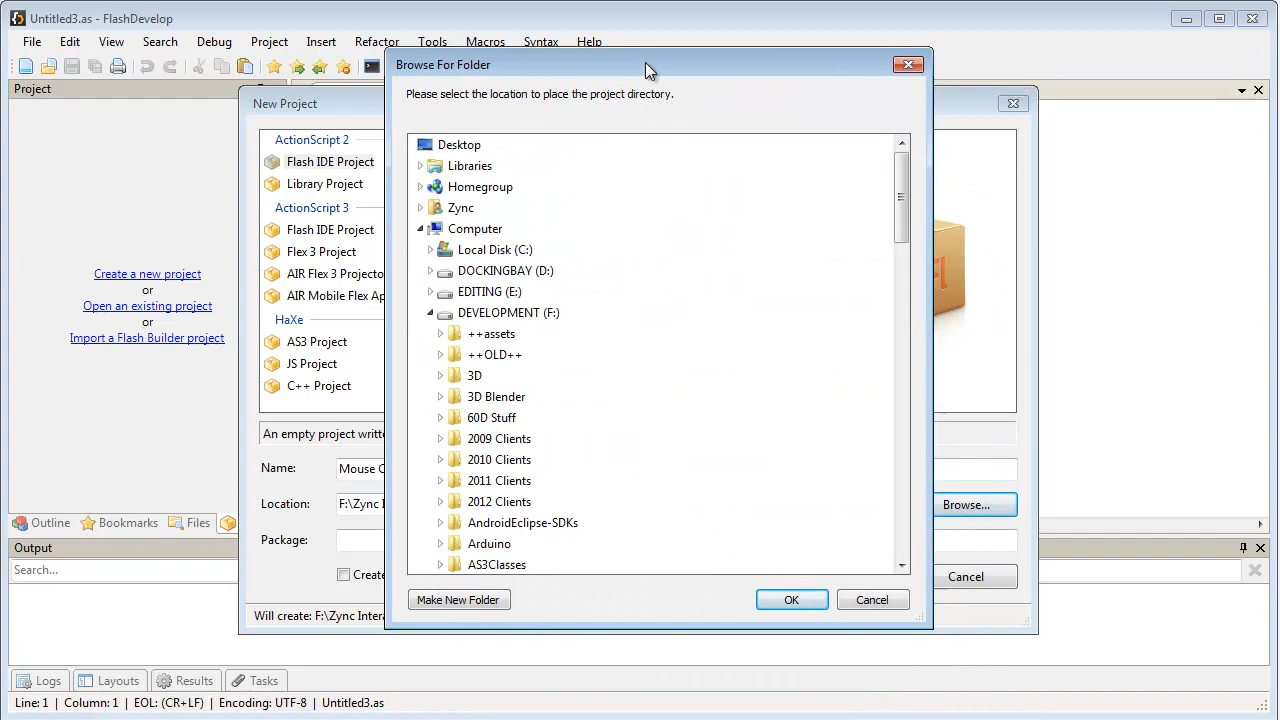 Untitled3.as - FlashDevelop
File Edit View Search Debug Project Insert Refactor Tools Macros Syntax Help
Project
Create a new project
or
Open an existing project
or
Import a Flash Builder project
Outline Bookmarks Files
New Project
ActionScript 2
Flash IDE Project
Library Project
ActionScript 3
Flash IDE Project
Flex 3 Project
AIR Flex 3 Projecto
AIR Mobile Flex Ap
HaXe
AS3 Project
JS Project
C++ Project
An empty project writte
Name: Mouse C
Location: F:\Zync I
Browse...
Package:
Create
Cancel
Will create: F:\Zync Intera
Browse For Folder
Please select the location to place the project directory.
Desktop
Libraries
Homegroup
Zync
Computer
Local Disk (C:)
DOCKINGBAY (D:)
EDITING (E:)
DEVELOPMENT (F:)
++assets
++OLD++
3D
3D Blender
60D Stuff
2009 Clients
2010 Clients
2011 Clients
2012 Clients
AndroidEclipse-SDKs
Arduino
AS3Classes
Make New Folder OK Cancel
Output
Search...
Logs Layouts Results Tasks
Line: 1 | Column: 1 | EOL: (CR+LF) | Encoding: UTF-8 | Untitled3.as